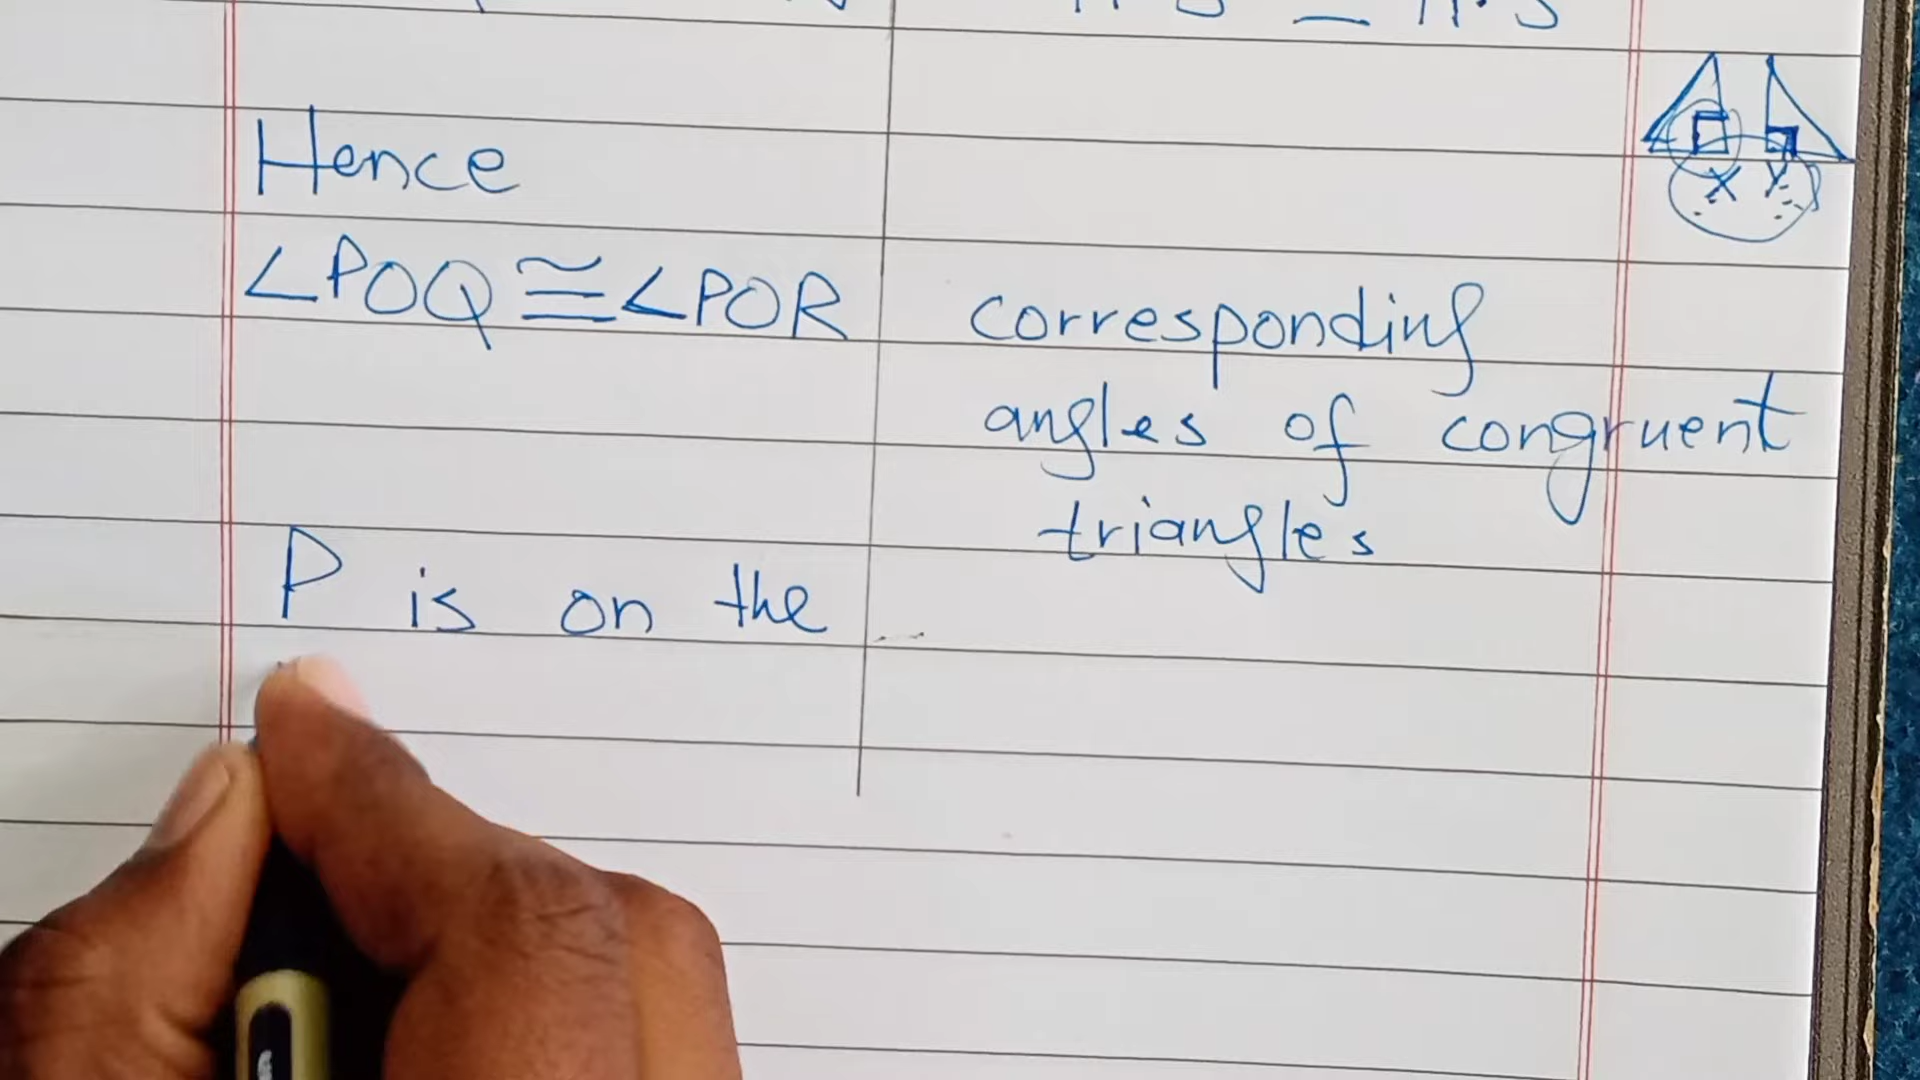 H.S ≅ H.S
Hence
∠POQ ≅ ∠POR
corresponding
angles of congruent
triangles
P is on the
X Y